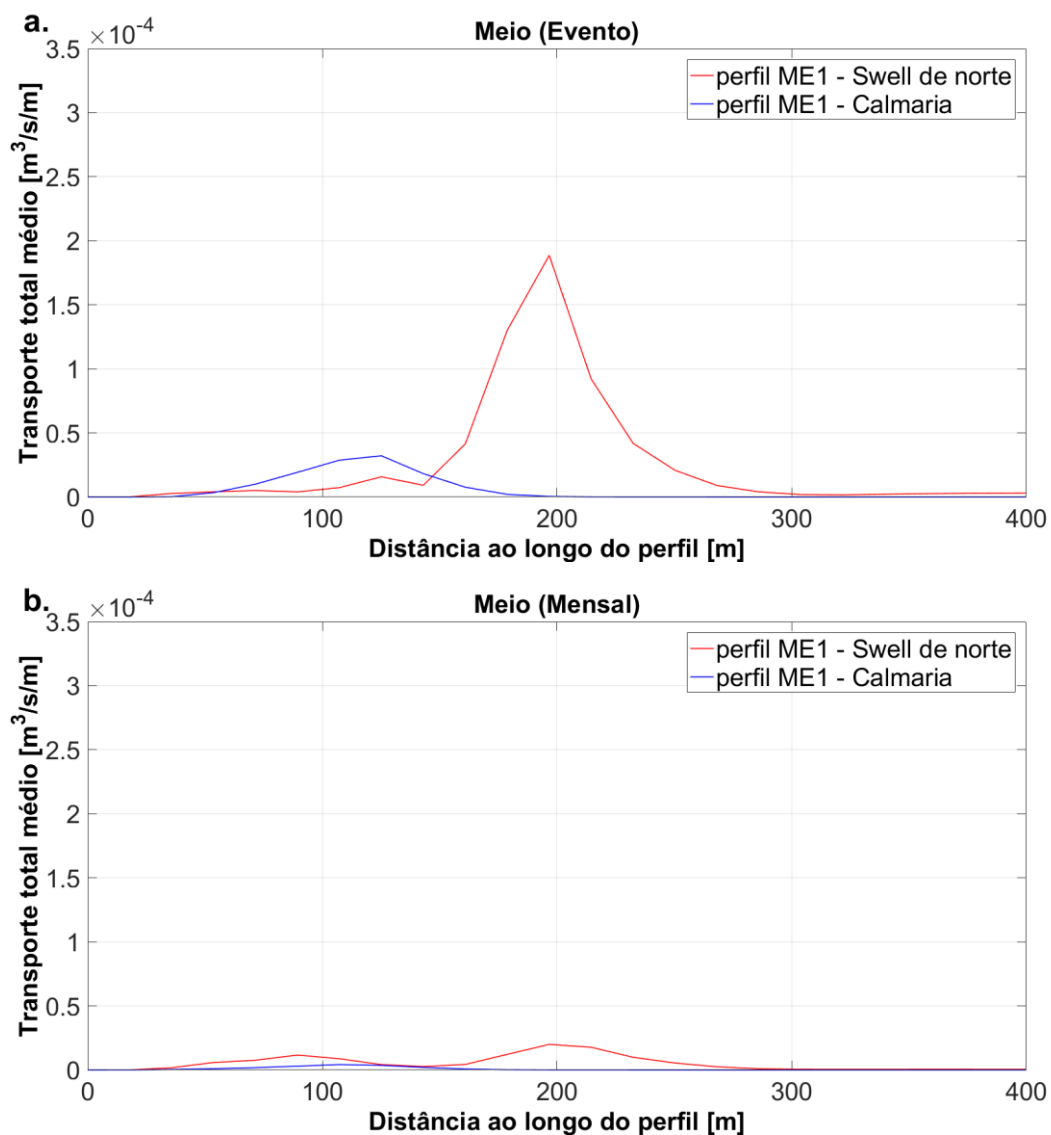 a.
×10⁻⁴
Meio (Evento)
3.5
3
2.5
2
1.5
1
0.5
0
Transporte total médio [m³/s/m]
perfil ME1 - Swell de norte
perfil ME1 - Calmaria
0 100 200 300 400
Distância ao longo do perfil [m]
b.
×10⁻⁴
Meio (Mensal)
3.5
3
2.5
2
1.5
1
0.5
0
Transporte total médio [m³/s/m]
perfil ME1 - Swell de norte
perfil ME1 - Calmaria
0 100 200 300 400
Distância ao longo do perfil [m]